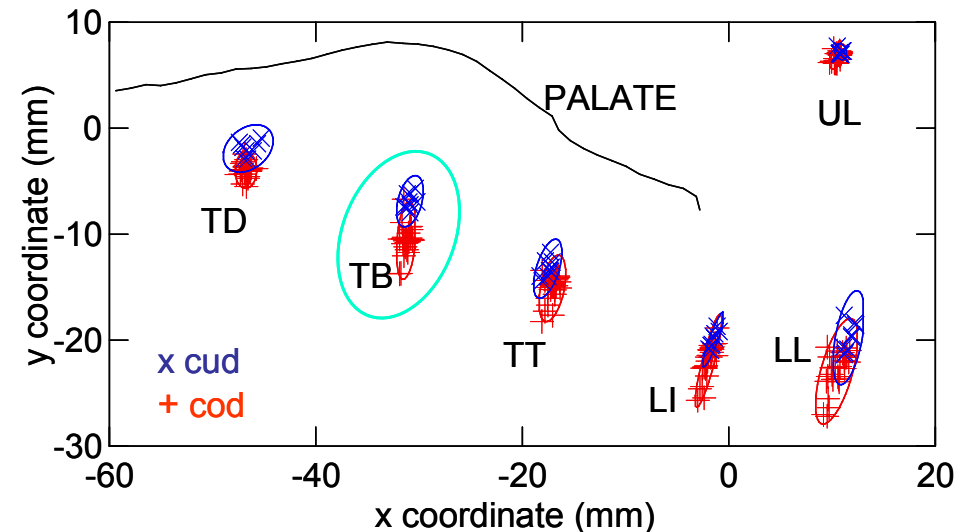 10
0
-10
-20
-30
y coordinate (mm)
PALATE
UL
TD
TB
TT
LI
LL
x cud
+ cod
-60
-40
-20
0
20
x coordinate (mm)